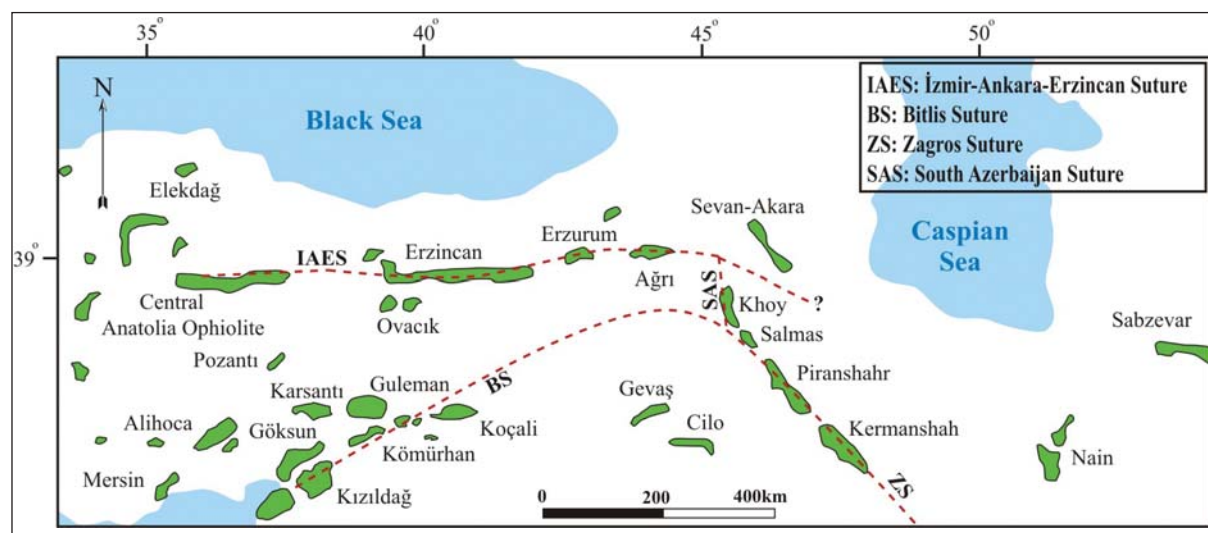 35°
40°
45°
50°
N
Black Sea
IAES: İzmir-Ankara-Erzincan Suture
BS: Bitlis Suture
ZS: Zagros Suture
SAS: South Azerbaijan Suture
Elekdağ
Sevan-Akara
39°
IAES
Erzincan
Erzurum
Caspian
Sea
Ağrı
SAS
Central
Anatolia Ophiolite
Ovacık
Khoy
?
Salmas
Sabzevar
Pozantı
Karsantı
Guleman
BS
Gevaş
Piranshahr
Alihoca
Göksun
Koçali
Cilo
Kermanshah
Kömürhan
Nain
Mersin
Kızıldağ
ZS
0
200
400km